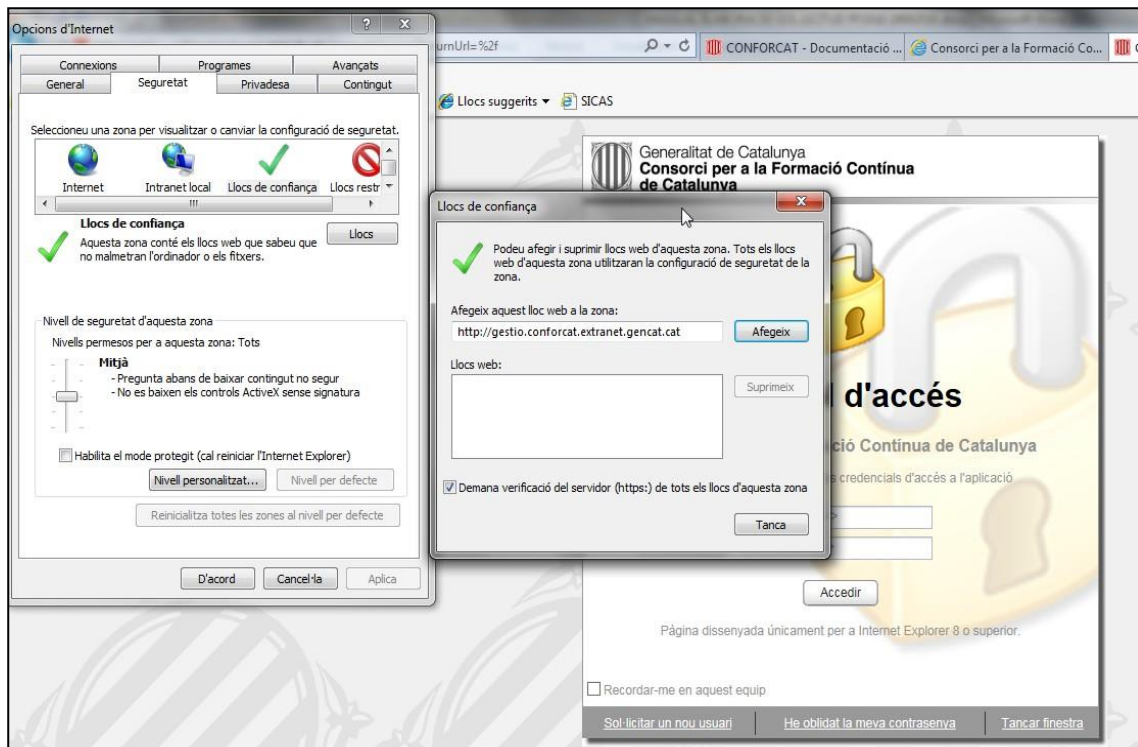 Opcions d'Internet
Connexions Programes Avançats
General Seguretat Privadesa Contingut
Seleccioneu una zona per visualitzar o canviar la configuració de seguretat.
Internet Intranet local Llocs de confiança Llocs restr
Llocs de confiança
Aquesta zona conté els llocs web que sabeu que
no malmetran l'ordinador o els fitxers.
Llocs
Nivell de seguretat d'aquesta zona
Nivells permesos per a aquesta zona: Tots
Mitjà
- Pregunta abans de baixar contingut no segur
- No es baixen els controls ActiveX sense signatura
Habilita el mode protegit (cal reiniciar l'Internet Explorer)
Nivell personalitzat... Nivell per defecte
Reinicialitza totes les zones al nivell per defecte
D'acord Cancel·la Aplica
urnUrl=%2f
CONFORCAT - Documentació ... Consorci per a la Formació Co...
Llocs suggerits SICAS
Generalitat de Catalunya
Consorci per a la Formació Contínua
de Catalunya
Llocs de confiança
Podeu afegir i suprimir llocs web d'aquesta zona. Tots els llocs
web d'aquesta zona utilitzaran la configuració de seguretat de la
zona.
Afegeix aquest lloc web a la zona:
http://gestio.conforcat.extranet.gencat.cat Afegeix
Llocs web:
Suprimeix
Demana verificació del servidor (https:) de tots els llocs d'aquesta zona
Tanca
d'accés
ció Contínua de Catalunya
credencials d'accés a l'aplicació
Accedir
Pàgina dissenyada únicament per a Internet Explorer 8 o superior.
Recordar-me en aquest equip
Sol·licitar un nou usuari He oblidat la meva contrasenya Tancar finestra